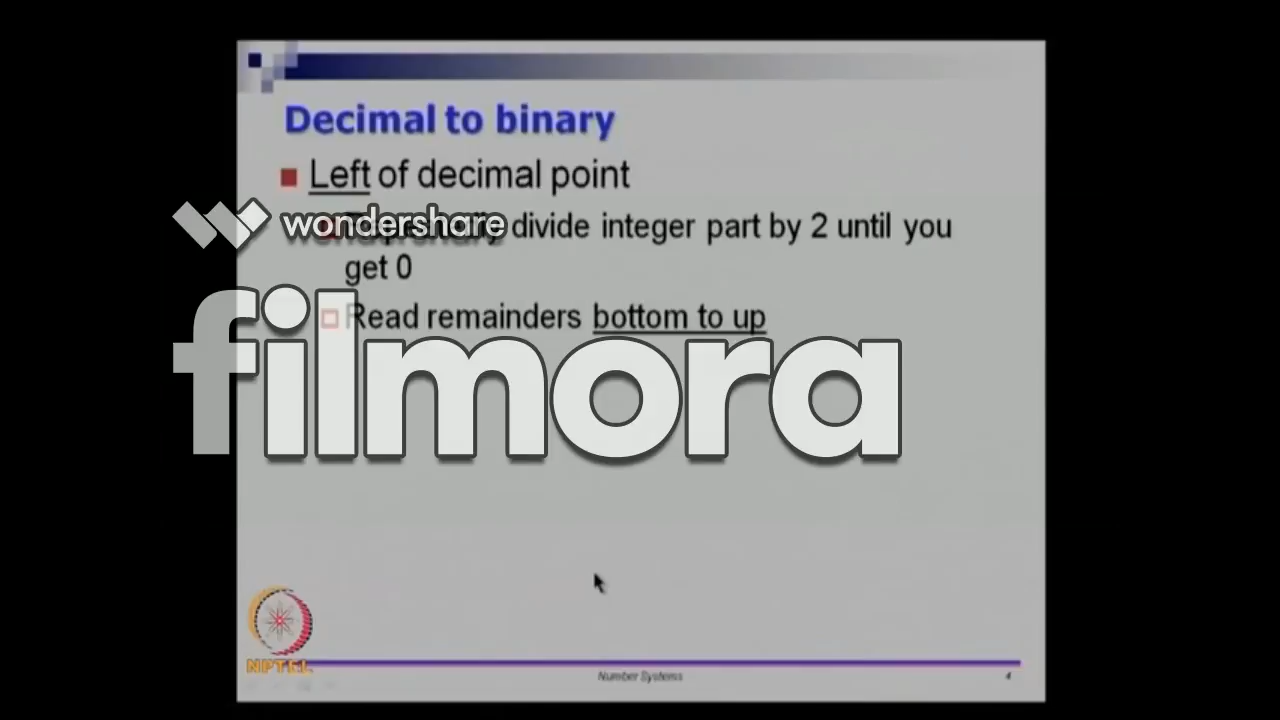 Decimal to binary
Left of decimal point
wondershare
divide integer part by 2 until you
get 0
Read remainders bottom to up
filmora
NPTEL
Number Systems
4